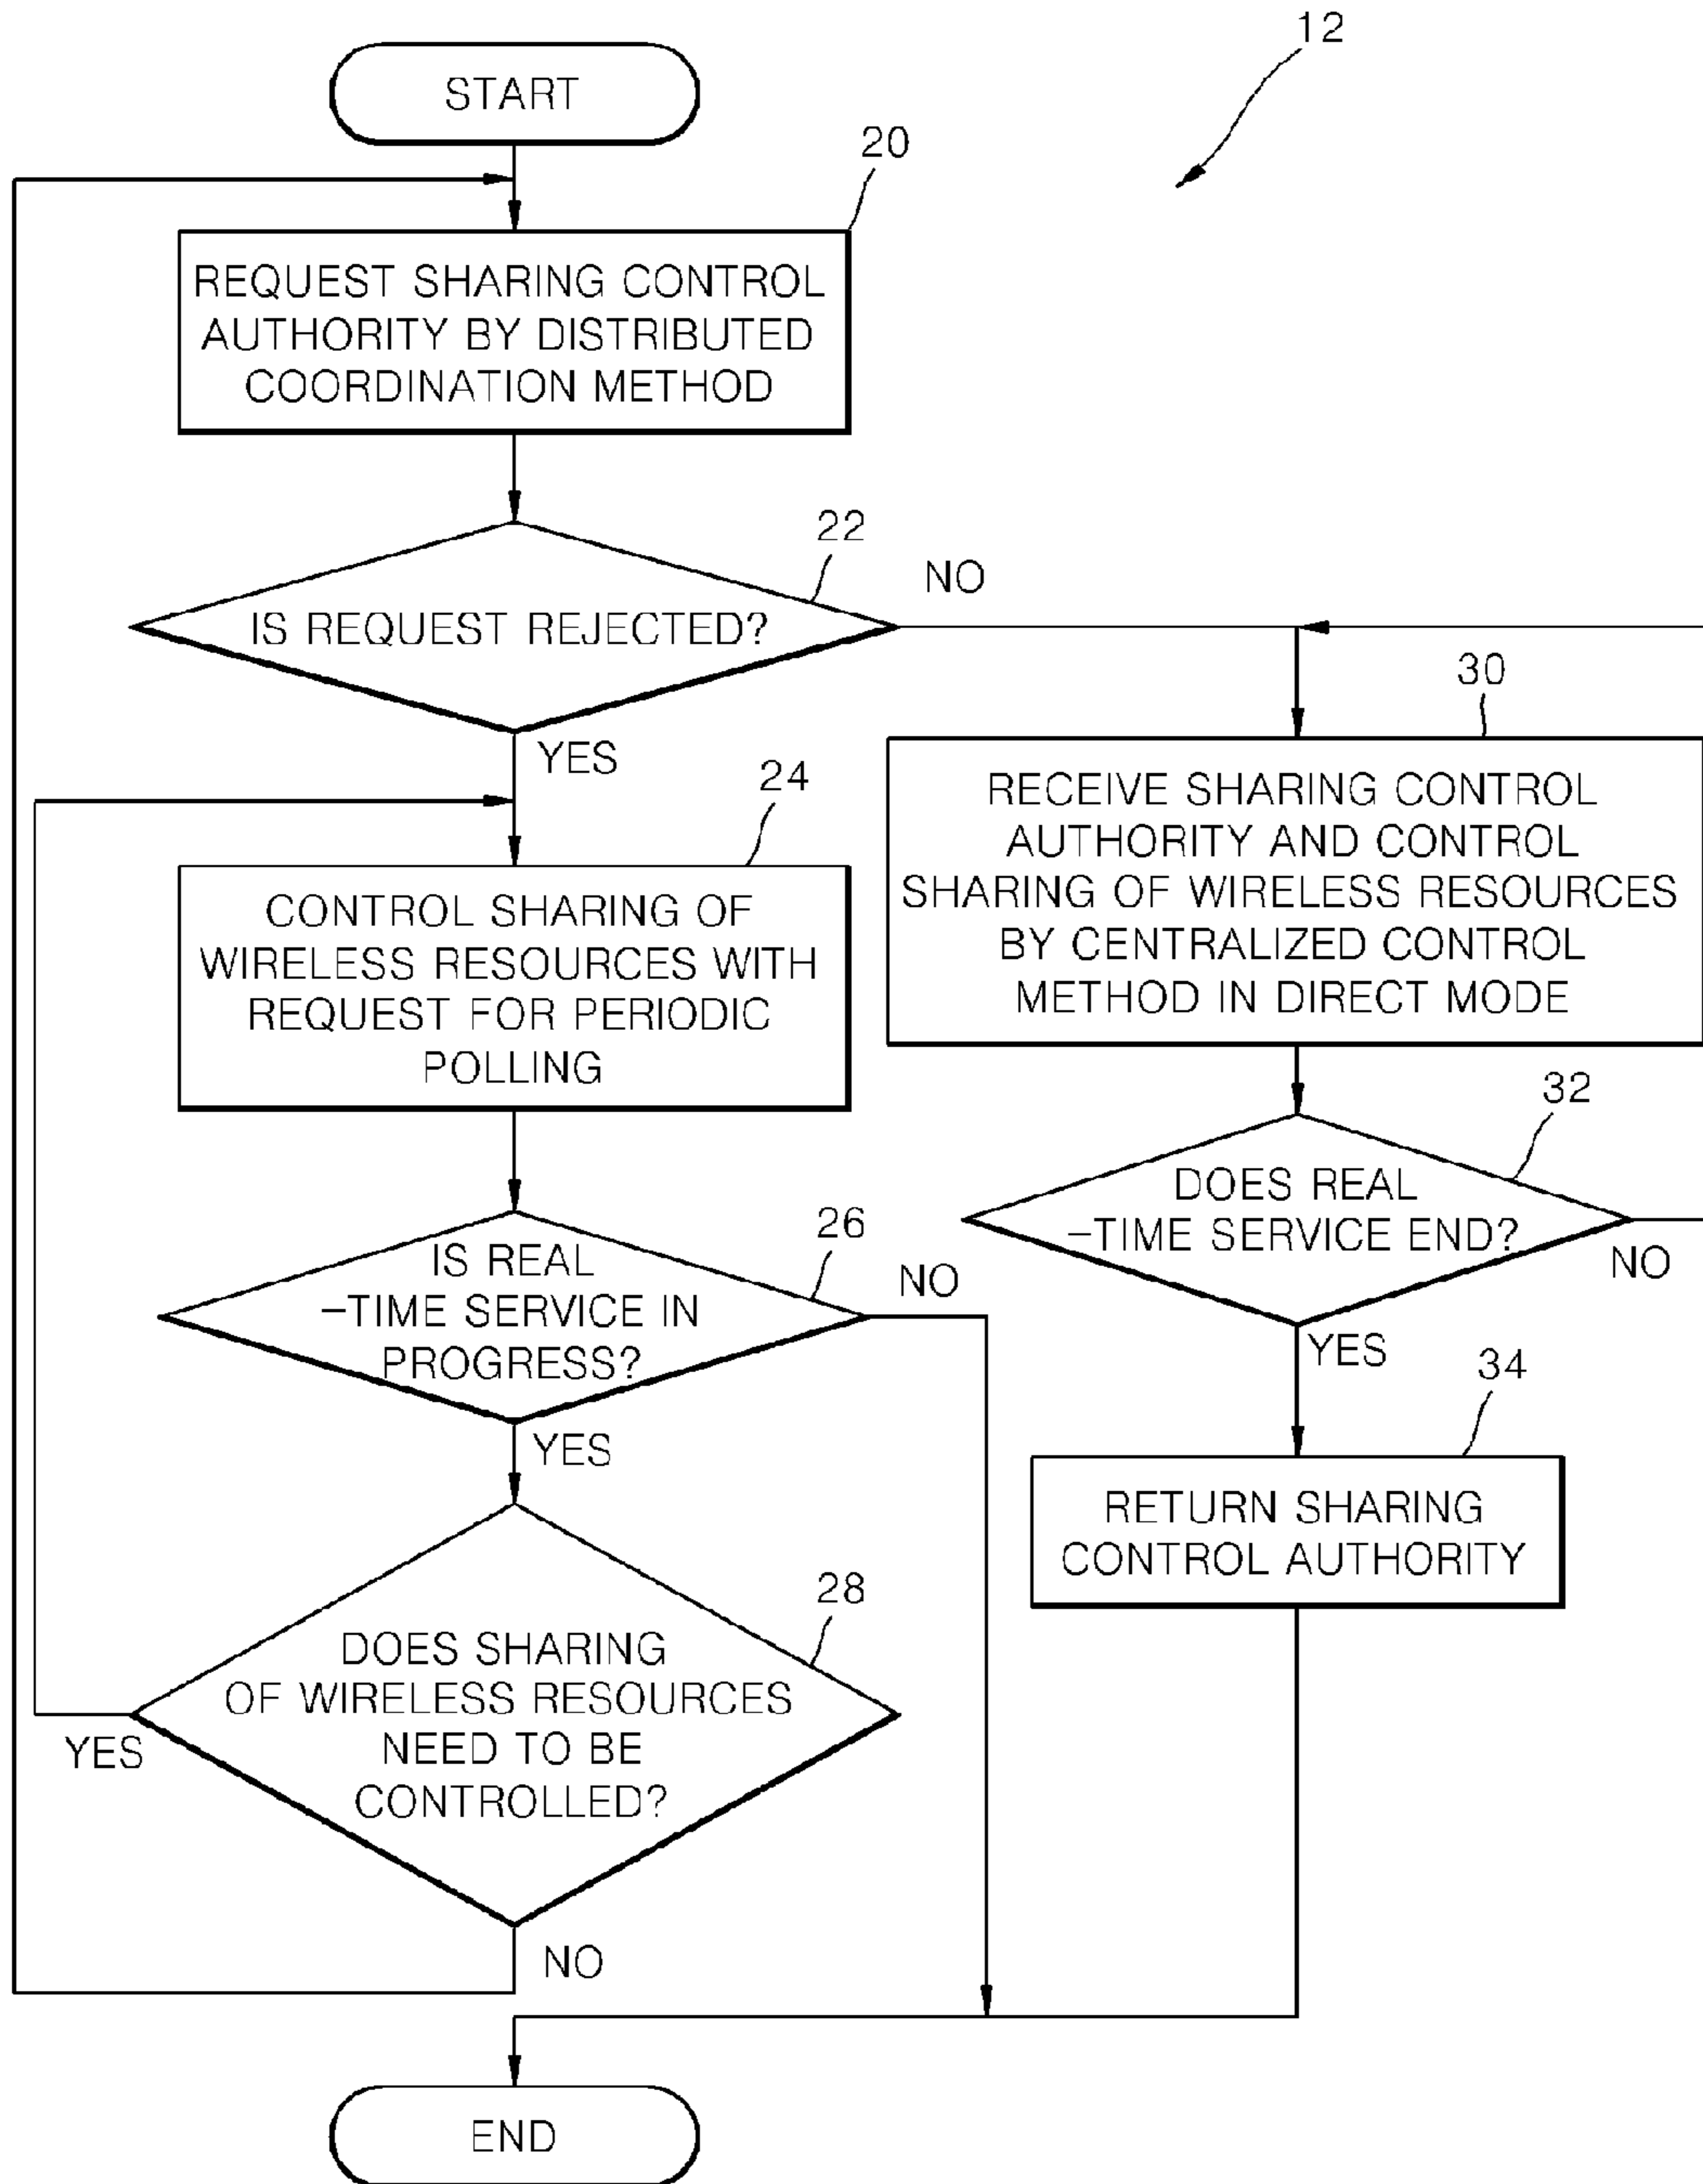 12
START
20
REQUEST SHARING CONTROL
AUTHORITY BY DISTRIBUTED
COORDINATION METHOD
22
IS REQUEST REJECTED?
NO
YES
24
CONTROL SHARING OF
WIRELESS RESOURCES WITH
REQUEST FOR PERIODIC
POLLING
26
IS REAL
-TIME SERVICE IN
PROGRESS?
NO
YES
28
DOES SHARING
OF WIRELESS RESOURCES
NEED TO BE
CONTROLLED?
YES
NO
30
RECEIVE SHARING CONTROL
AUTHORITY AND CONTROL
SHARING OF WIRELESS RESOURCES
BY CENTRALIZED CONTROL
METHOD IN DIRECT MODE
32
DOES REAL
-TIME SERVICE END?
NO
YES
34
RETURN SHARING
CONTROL AUTHORITY
END